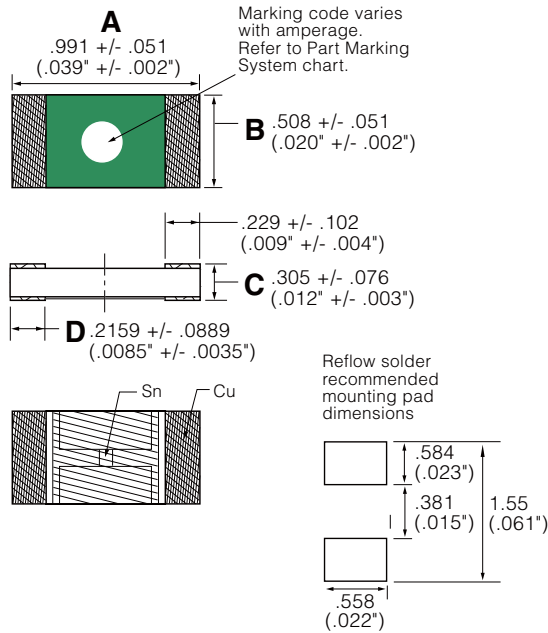 A
.991 +/- .051
(.039" +/- .002")
Marking code varies
with amperage.
Refer to Part Marking
System chart.
B .508 +/- .051
(.020" +/- .002")
.229 +/- .102
(.009" +/- .004")
C .305 +/- .076
(.012" +/- .003")
D .2159 +/- .0889
(.0085" +/- .0035")
Sn
Cu
Reflow solder
recommended
mounting pad
dimensions
.584
(.023")
.381
(.015")
1.55
(.061")
.558
(.022")